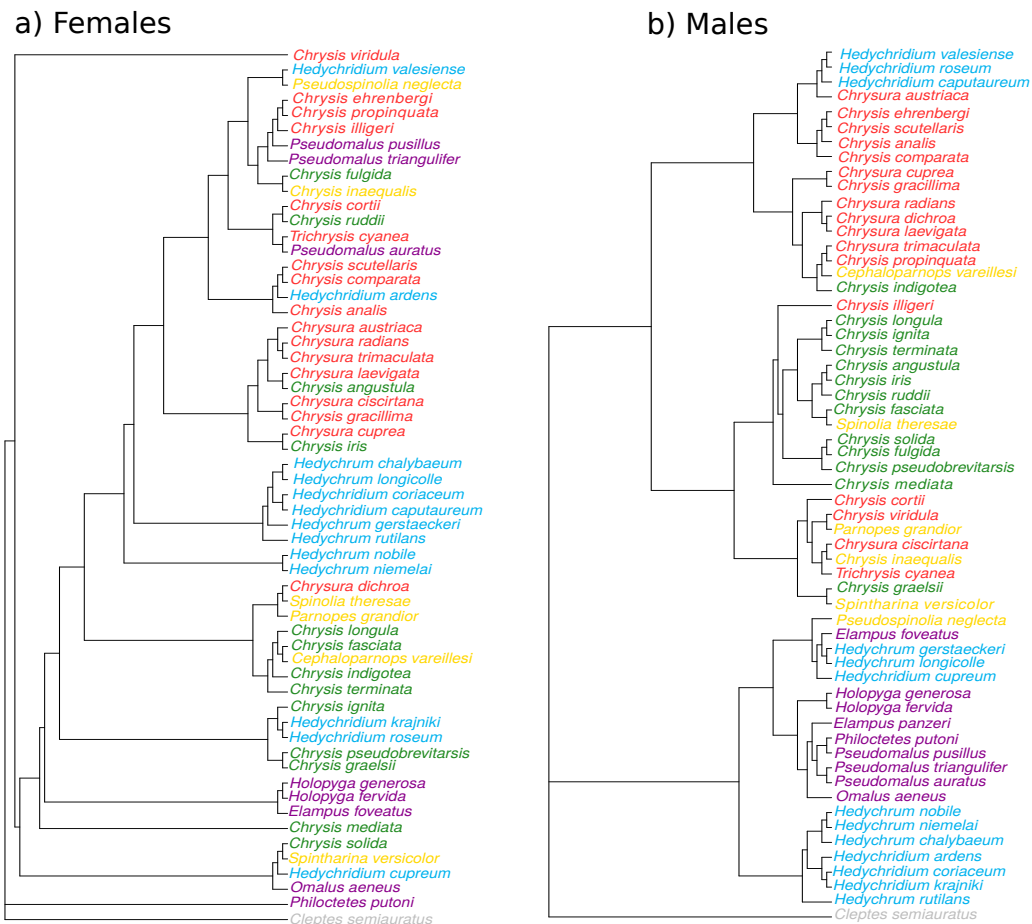 a) Females
Chrysis viridula
Hedychridium valesiense
Pseudospinolia neglecta
Chrysis ehrenbergi
Chrysis propinquata
Chrysis illigeri
Pseudomalus pusillus
Pseudomalus triangulifer
Chrysis fulgida
Chrysis inaequalis
Chrysis cortii
Chrysis ruddii
Trichrysis cyanea
Pseudomalus auratus
Chrysis scutellaris
Chrysis comparata
Hedychridium ardens
Chrysis analis
Chrysura austriaca
Chrysura radians
Chrysura trimaculata
Chrysura laevigata
Chrysis angustula
Chrysura ciscirtana
Chrysis gracillima
Chrysura cuprea
Chrysis iris
Hedychrum chalybaeum
Hedychrum longicolle
Hedychridium coriaceum
Hedychridium caputaureum
Hedychrum gerstaeckeri
Hedychrum rutilans
Hedychrum nobile
Hedychrum niemelai
Chrysura dichroa
Spinolia theresae
Parnopes grandior
Chrysis longula
Chrysis fasciata
Cephaloparnops vareillesi
Chrysis indigotea
Chrysis terminata
Chrysis ignita
Hedychridium krajniki
Hedychridium roseum
Chrysis pseudobrevitarsis
Chrysis graelsii
Holopyga generosa
Holopyga fervida
Elampus foveatus
Chrysis mediata
Chrysis solida
Spintharina versicolor
Hedychridium cupreum
Omalus aeneus
Philoctetes putoni
Cleptes semiauratus
b) Males
Hedychridium valesiense
Hedychridium roseum
Hedychridium caputaureum
Chrysura austriaca
Chrysis ehrenbergi
Chrysis scutellaris
Chrysis analis
Chrysis comparata
Chrysura cuprea
Chrysis gracillima
Chrysura radians
Chrysura dichroa
Chrysura laevigata
Chrysura trimaculata
Chrysis propinquata
Cephaloparnops vareillesi
Chrysis indigotea
Chrysis illigeri
Chrysis longula
Chrysis ignita
Chrysis terminata
Chrysis angustula
Chrysis iris
Chrysis ruddii
Chrysis fasciata
Spinolia theresae
Chrysis solida
Chrysis fulgida
Chrysis pseudobrevitarsis
Chrysis mediata
Chrysis cortii
Chrysis viridula
Parnopes grandior
Chrysura ciscirtana
Chrysis inaequalis
Trichrysis cyanea
Chrysis graelsii
Spintharina versicolor
Pseudospinolia neglecta
Elampus foveatus
Hedychrum gerstaeckeri
Hedychrum longicolle
Hedychridium cupreum
Holopyga generosa
Holopyga fervida
Elampus panzeri
Philoctetes putoni
Pseudomalus pusillus
Pseudomalus triangulifer
Pseudomalus auratus
Omalus aeneus
Hedychrum nobile
Hedychrum niemelai
Hedychrum chalybaeum
Hedychridium ardens
Hedychridium coriaceum
Hedychridium krajniki
Hedychrum rutilans
Cleptes semiauratus